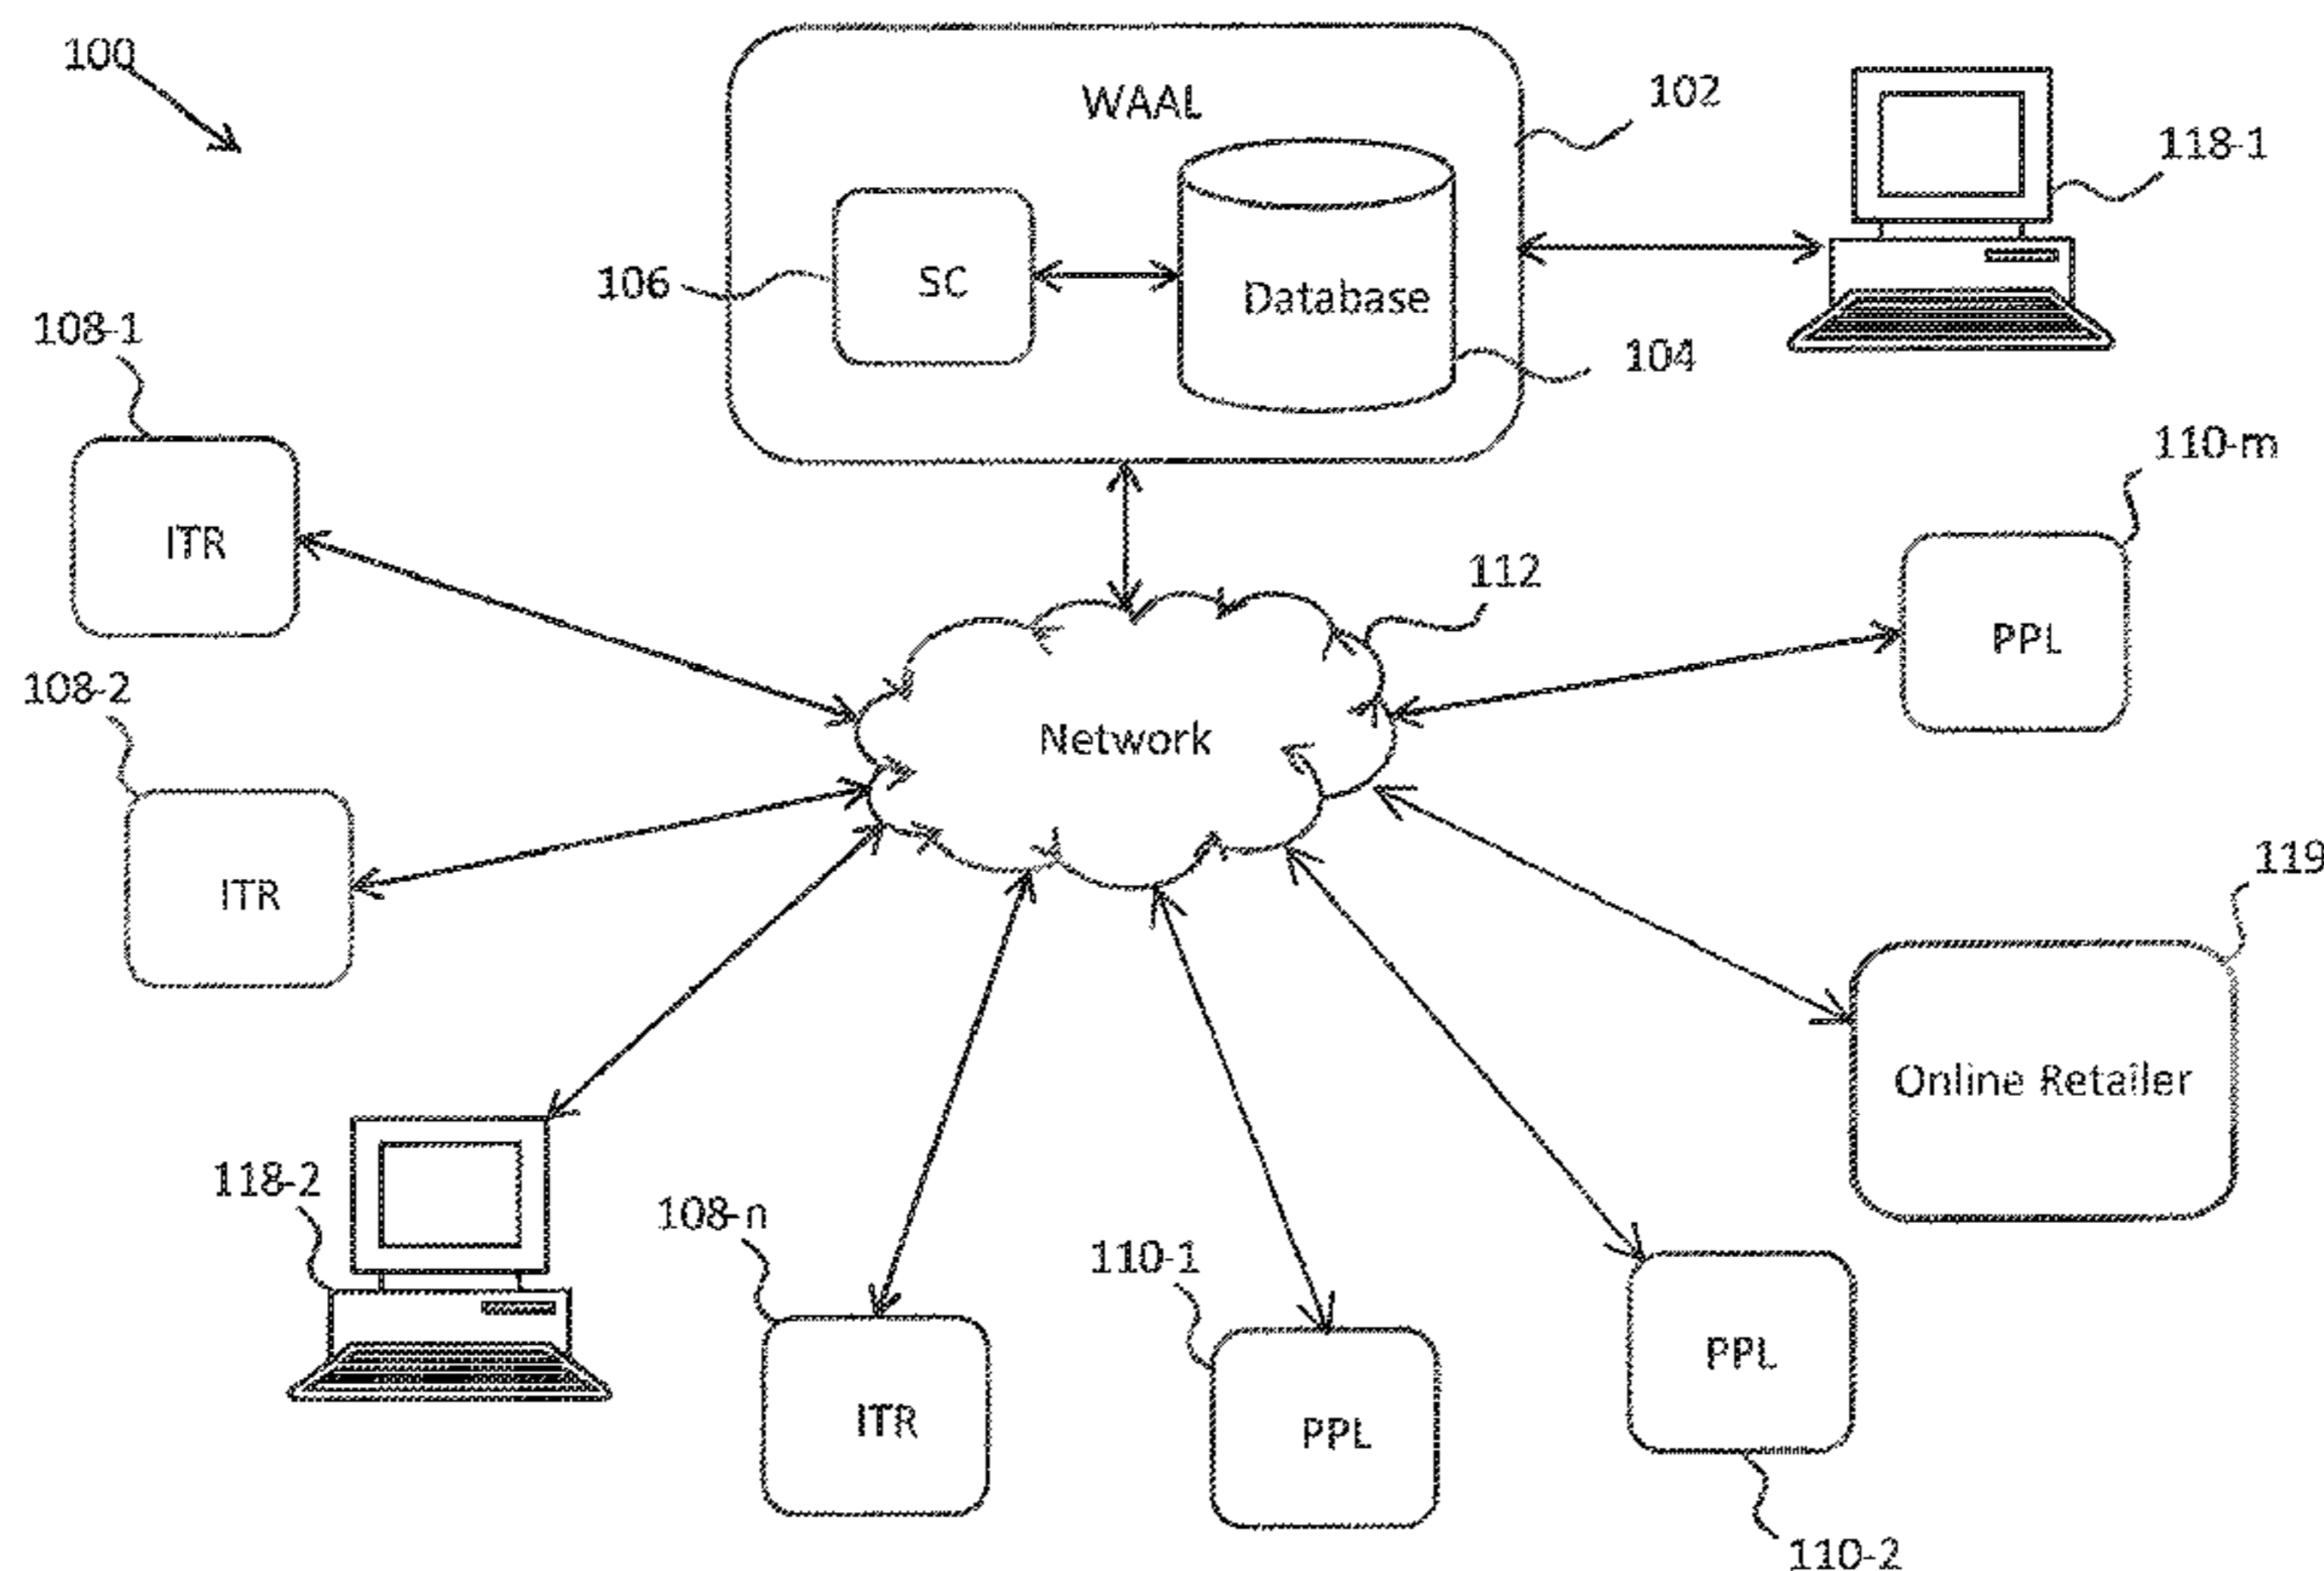 100
WAAL
102
118-1
106
SC
Database
104
108-1
ITR
110-m
PPL
112
108-2
Network
ITR
119
Online Retailer
118-2
108-n
110-1
ITR
PPL
PPL
110-2